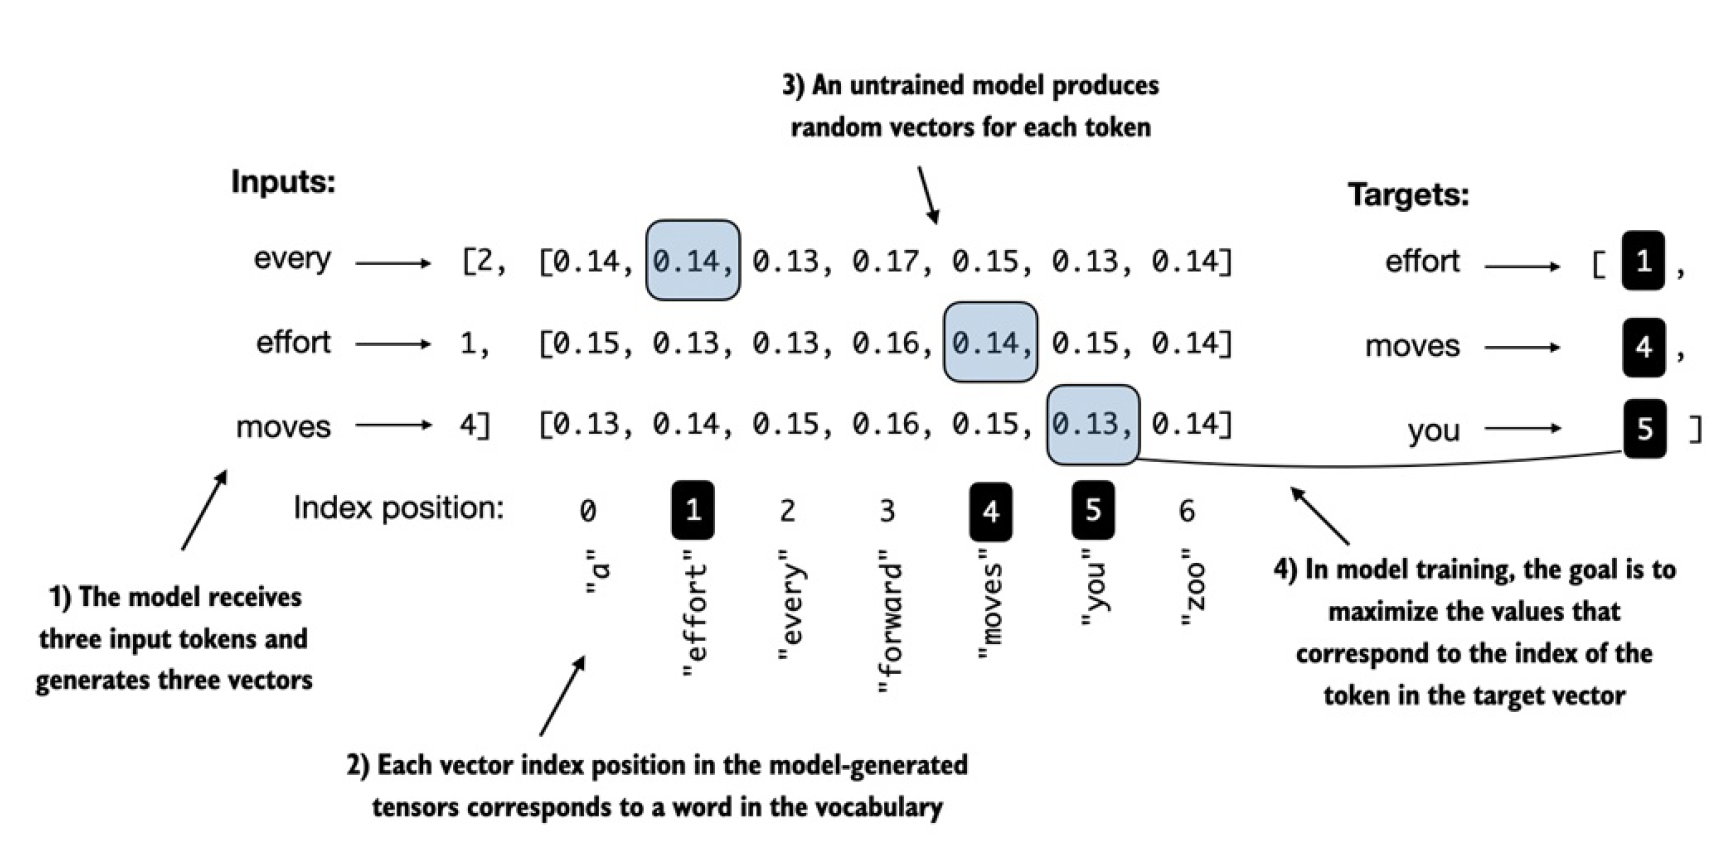 3) An untrained model produces
random vectors for each token
Inputs:
Targets:
every [2, [0.14, 0.14, 0.13, 0.17, 0.15, 0.13, 0.14] effort [ 1 ,
effort 1, [0.15, 0.13, 0.13, 0.16, 0.14, 0.15, 0.14] moves 4 ,
moves 4] [0.13, 0.14, 0.15, 0.16, 0.15, 0.13, 0.14] you 5 ]
Index position: 0 1 2 3 4 5 6
"a" "effort" "every" "forward" "moves" "you" "zoo"
1) The model receives
three input tokens and
generates three vectors
2) Each vector index position in the model-generated
tensors corresponds to a word in the vocabulary
4) In model training, the goal is to
maximize the values that
correspond to the index of the
token in the target vector